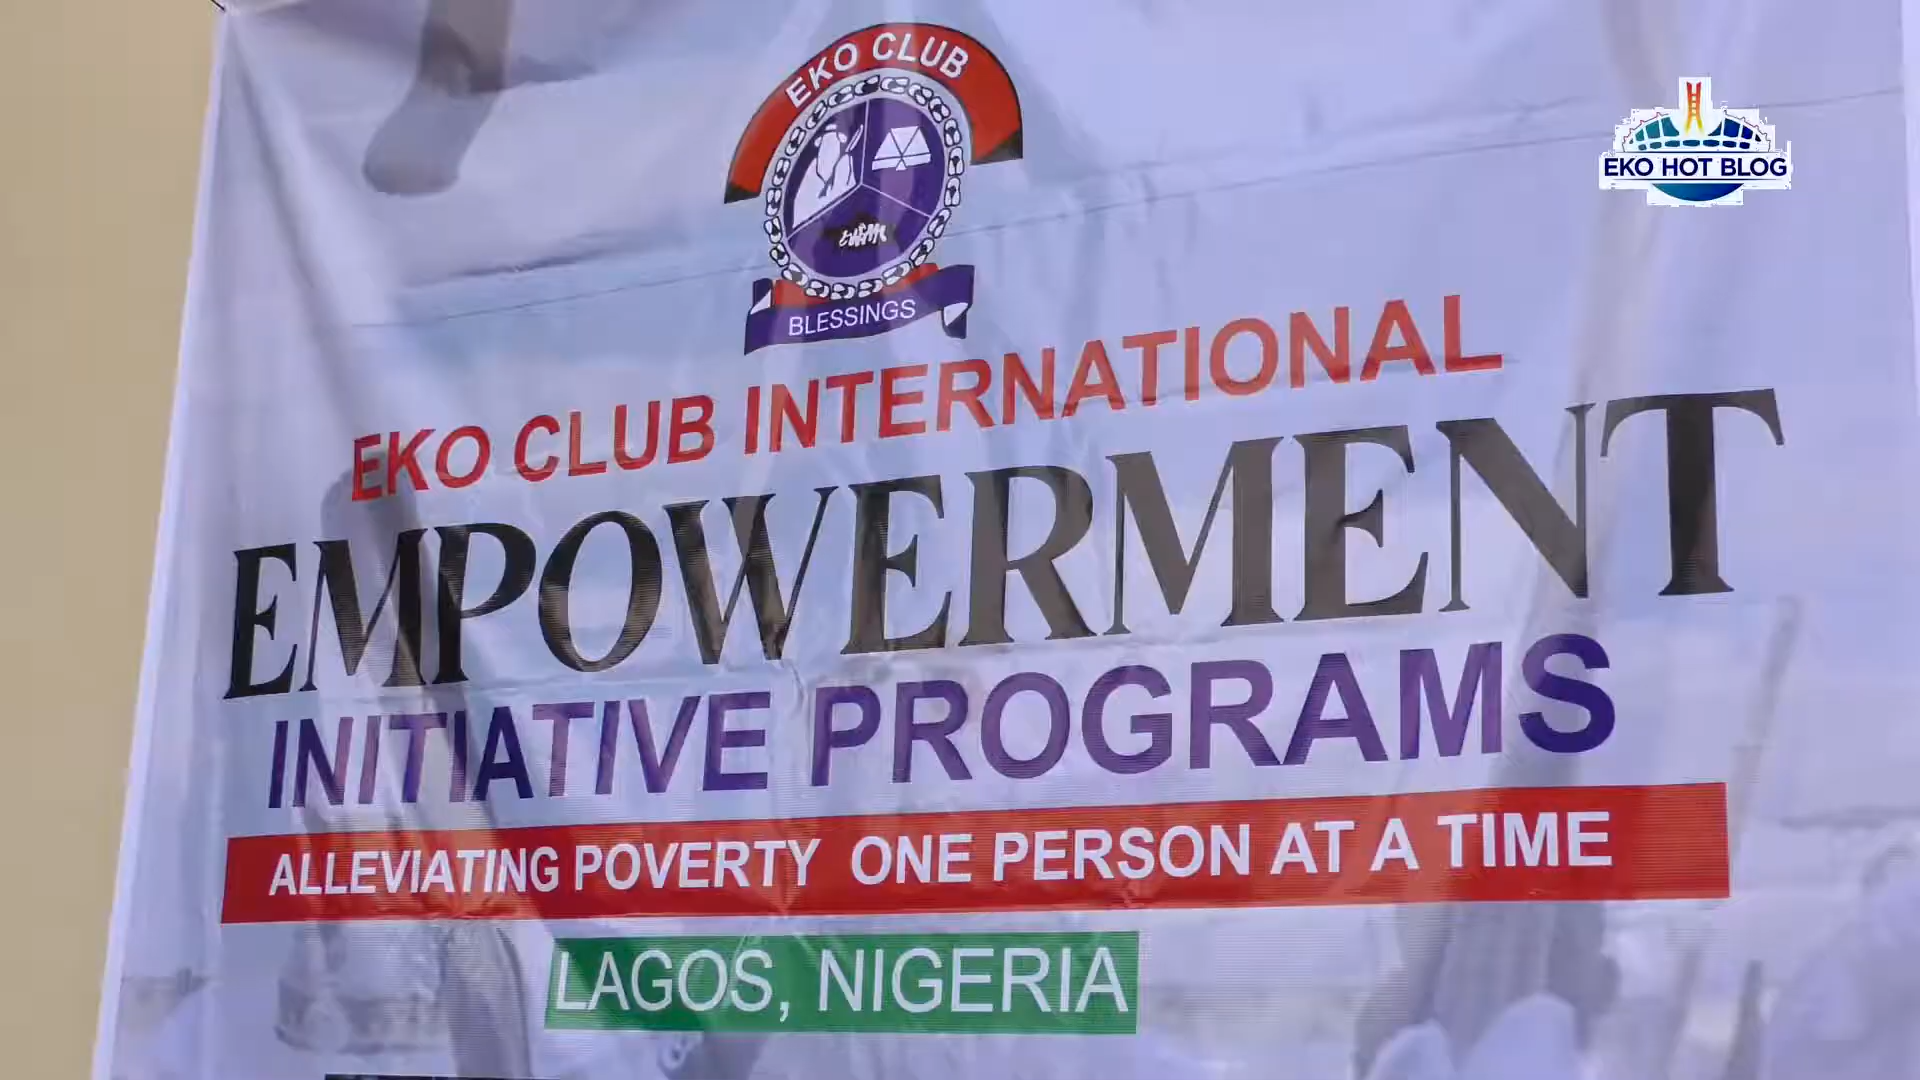 EKO CLUB
BLESSINGS
EKO HOT BLOG
EKO CLUB INTERNATIONAL
EMPOWERMENT
INITIATIVE PROGRAMS
ALLEVIATING POVERTY ONE PERSON AT A TIME
LAGOS, NIGERIA